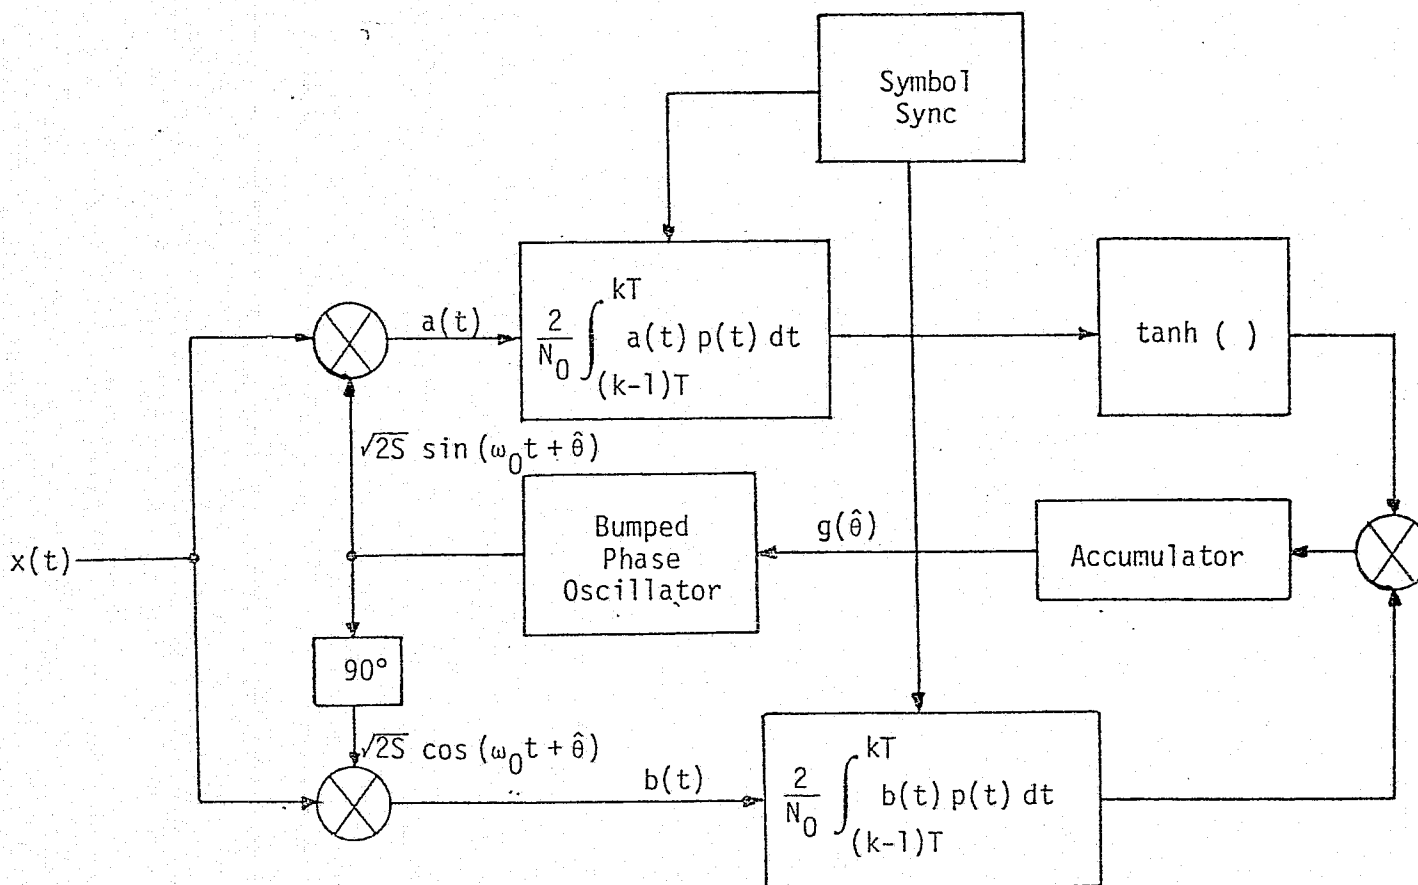 Symbol
Sync
a(t)
2/N₀ ∫ kT (k-1)T a(t) p(t) dt
tanh ( )
√2S sin (ω₀t + θ̂)
Bumped
Phase
Oscillator
g(θ̂)
Accumulator
x(t)
90°
√2S cos (ω₀t + θ̂)
b(t)
2/N₀ ∫ kT (k-1)T b(t) p(t) dt